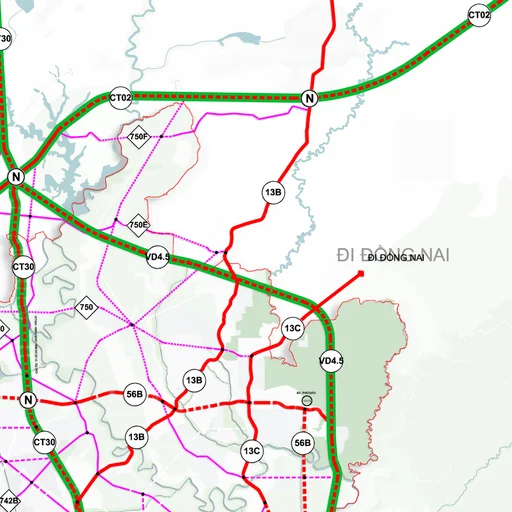 CT02
T30
CT02
N
750F
N
13B
750E
ĐI ĐỒNG NAI
ĐI ĐỒNG NAI
VD4.5
CT30
750
13C
VD4.5
13B
56B
N
13B
CT30
56B
13C
742B